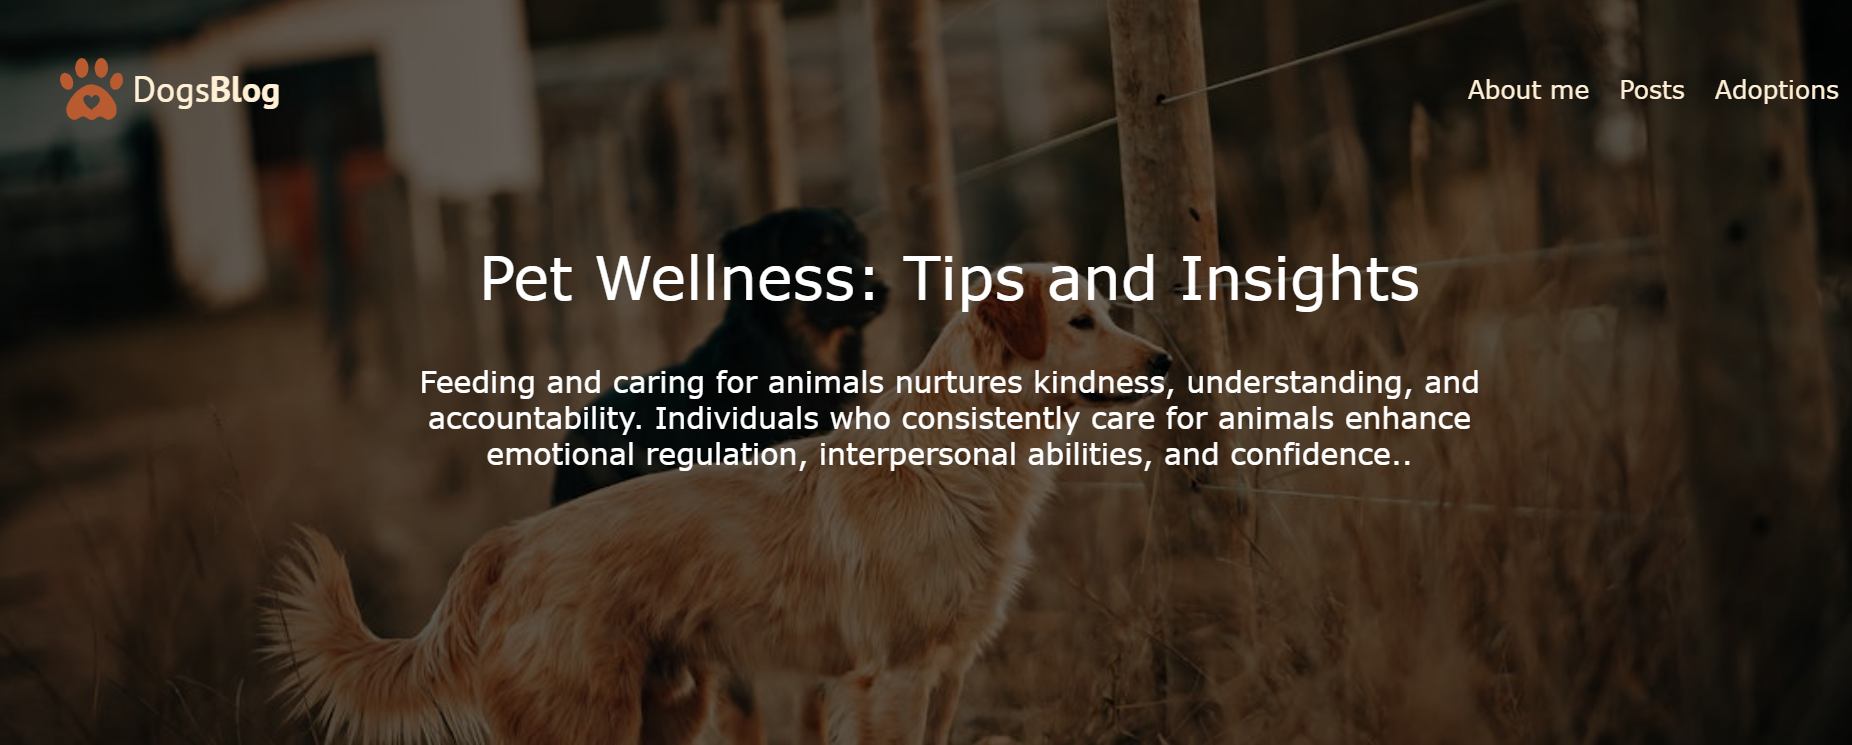 DogsBlog
About me Posts Adoptions
Pet Wellness: Tips and Insights
Feeding and caring for animals nurtures kindness, understanding, and
accountability. Individuals who consistently care for animals enhance
emotional regulation, interpersonal abilities, and confidence..